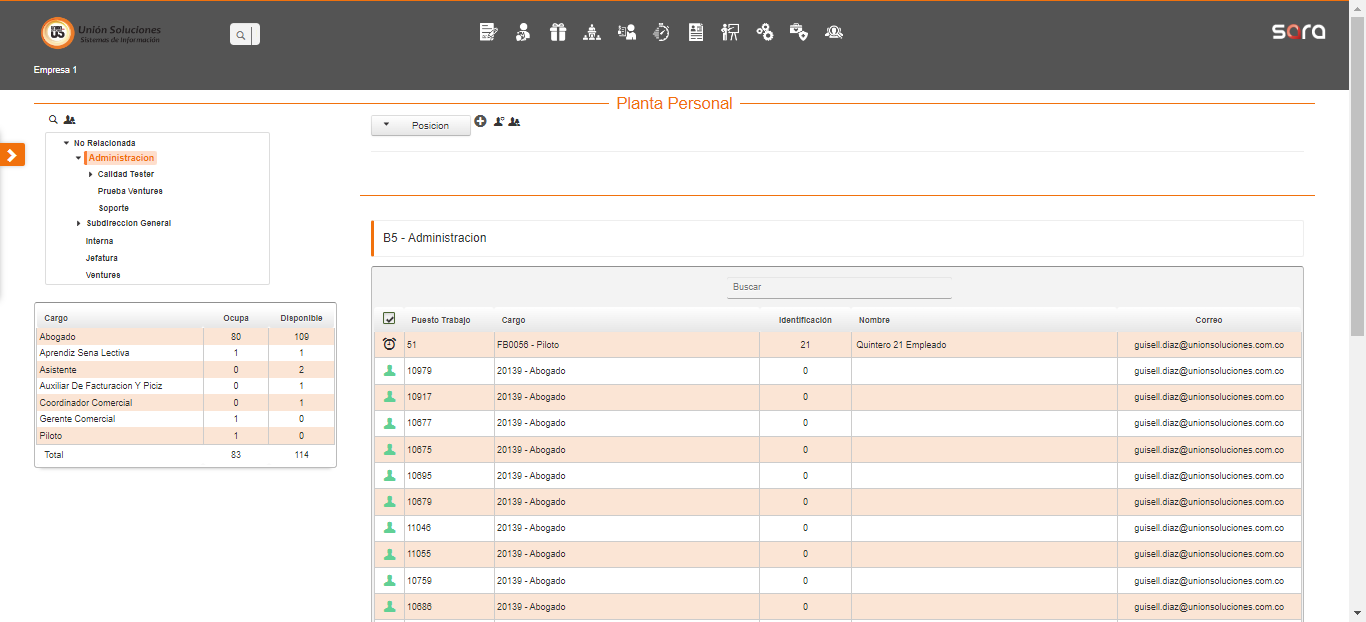 Unión Soluciones
Sistemas de Información
sara
Empresa 1
Planta Personal
Posicion
No Relacionada
Administracion
Calidad Tester
Prueba Ventures
Soporte
Subdireccion General
Interna
Jefatura
Ventures
Cargo Ocupa Disponible
Abogado 80 109
Aprendiz Sena Lectiva 1 1
Asistente 0 2
Auxiliar De Facturacion Y Piciz 0 1
Coordinador Comercial 0 1
Gerente Comercial 1 0
Piloto 1 0
Total 83 114
B5 - Administracion
Buscar
Puesto Trabajo Cargo Identificación Nombre Correo
51 FB0056 - Piloto 21 Quintero 21 Empleado guisell.diaz@unionsoluciones.com.co
10979 20139 - Abogado 0 guisell.diaz@unionsoluciones.com.co
10917 20139 - Abogado 0 guisell.diaz@unionsoluciones.com.co
10677 20139 - Abogado 0 guisell.diaz@unionsoluciones.com.co
10675 20139 - Abogado 0 guisell.diaz@unionsoluciones.com.co
10695 20139 - Abogado 0 guisell.diaz@unionsoluciones.com.co
10679 20139 - Abogado 0 guisell.diaz@unionsoluciones.com.co
11046 20139 - Abogado 0 guisell.diaz@unionsoluciones.com.co
11055 20139 - Abogado 0 guisell.diaz@unionsoluciones.com.co
10759 20139 - Abogado 0 guisell.diaz@unionsoluciones.com.co
10686 20139 - Abogado 0 guisell.diaz@unionsoluciones.com.co